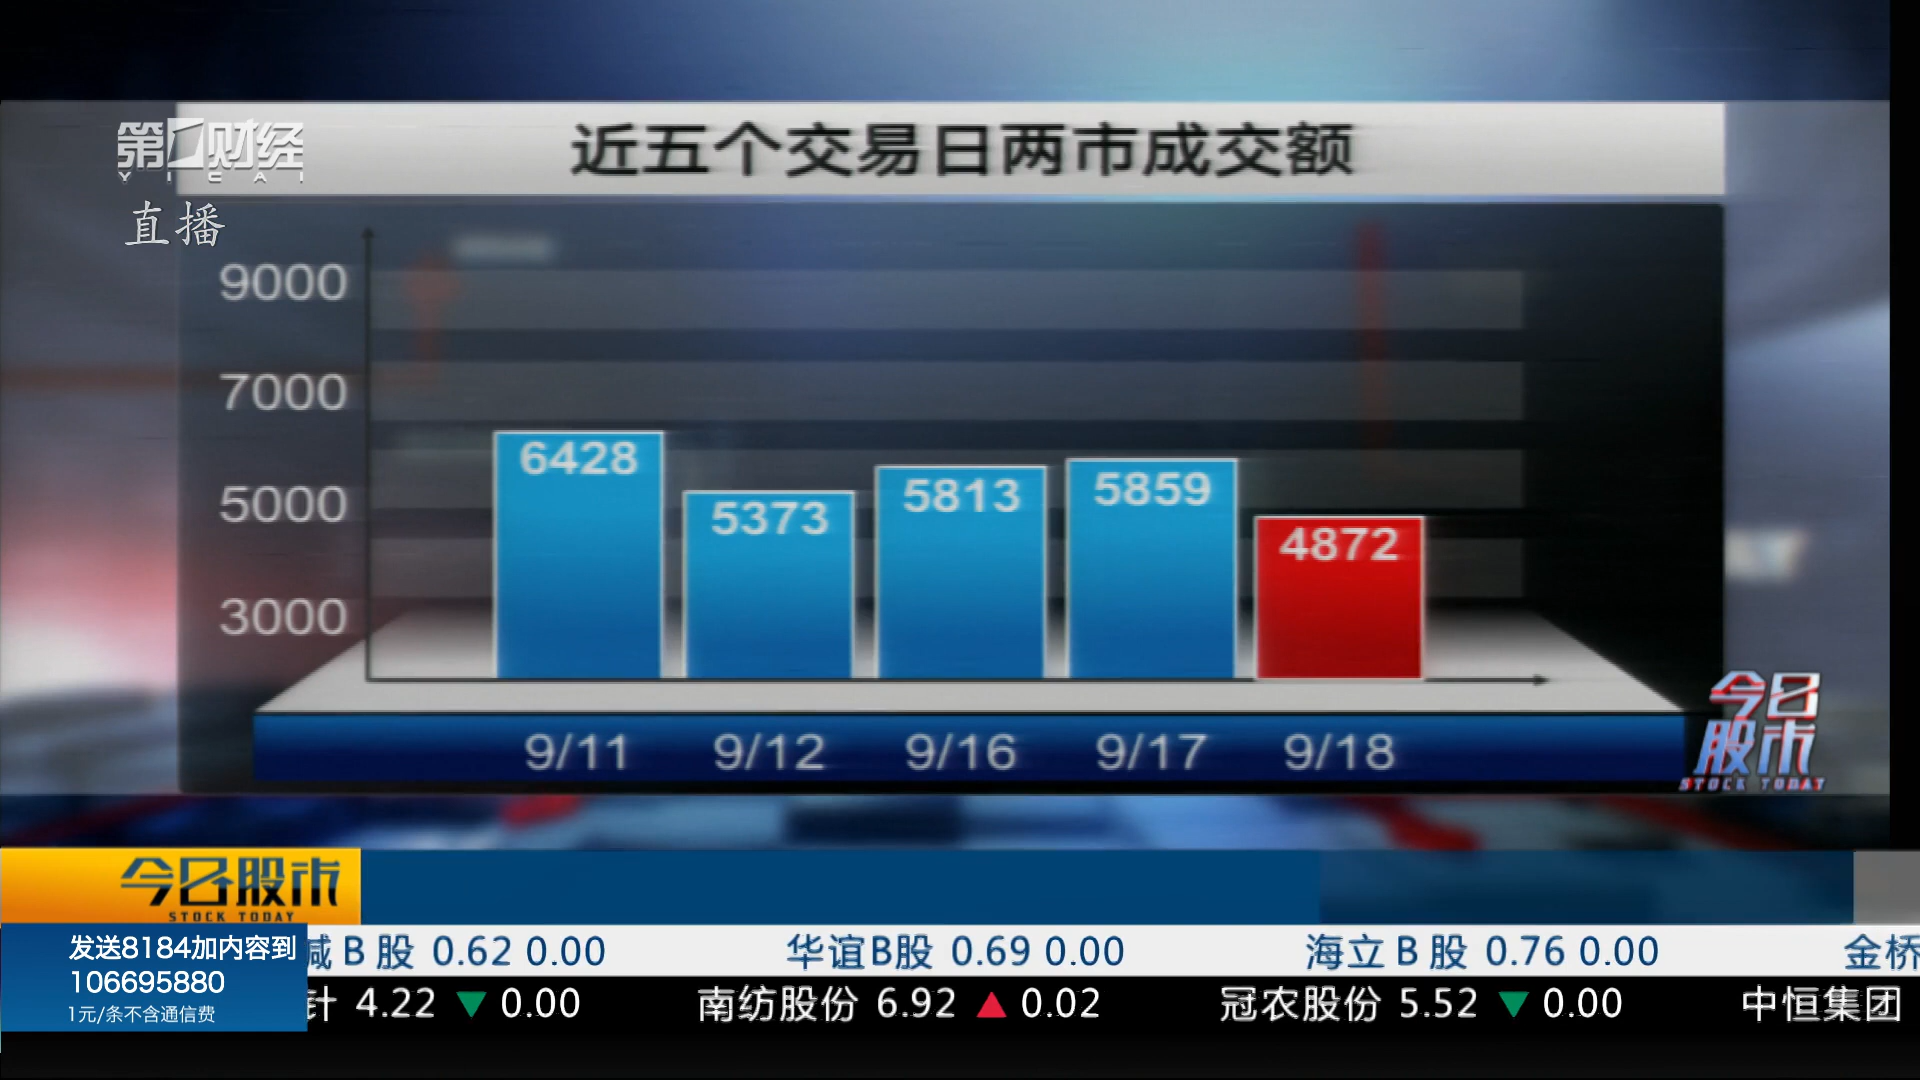 近五个交易日两市成交额
第一财经
YICAI
直播
9000
7000
5000
3000
6428
5373
5813
5859
4872
9/11 9/12 9/16 9/17 9/18
今日
股市
STOCK TODAY
今日股市
STOCK TODAY
发送8184加内容到
106695880
1元/条不含通信费
B股 0.62 0.00 华谊B股 0.69 0.00 海立B股 0.76 0.00 金桥
计 4.22 ▼ 0.00 南纺股份 6.92 ▲ 0.02 冠农股份 5.52 ▼ 0.00 中恒集团